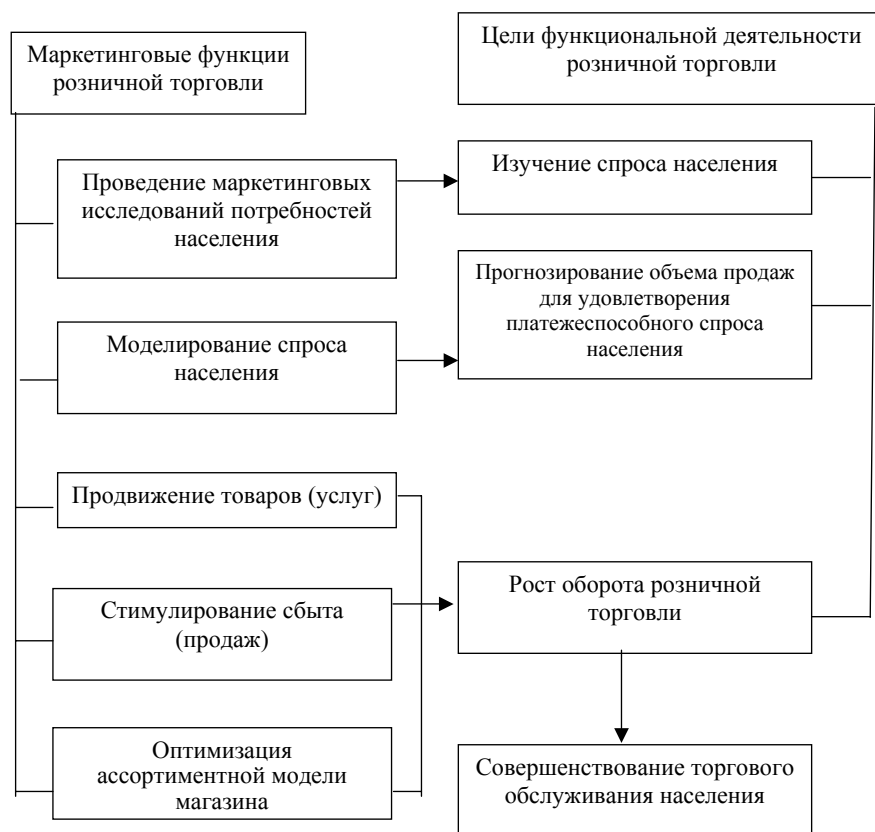 Маркетинговые функции
розничной торговли
Цели функциональной деятельности
розничной торговли
Проведение маркетинговых
исследований потребностей
населения
Изучение спроса населения
Моделирование спроса
населения
Прогнозирование объема продаж
для удовлетворения
платежеспособного спроса
населения
Продвижение товаров (услуг)
Стимулирование сбыта
(продаж)
Оптимизация
ассортиментной модели
магазина
Рост оборота розничной
торговли
Совершенствование торгового
обслуживания населения